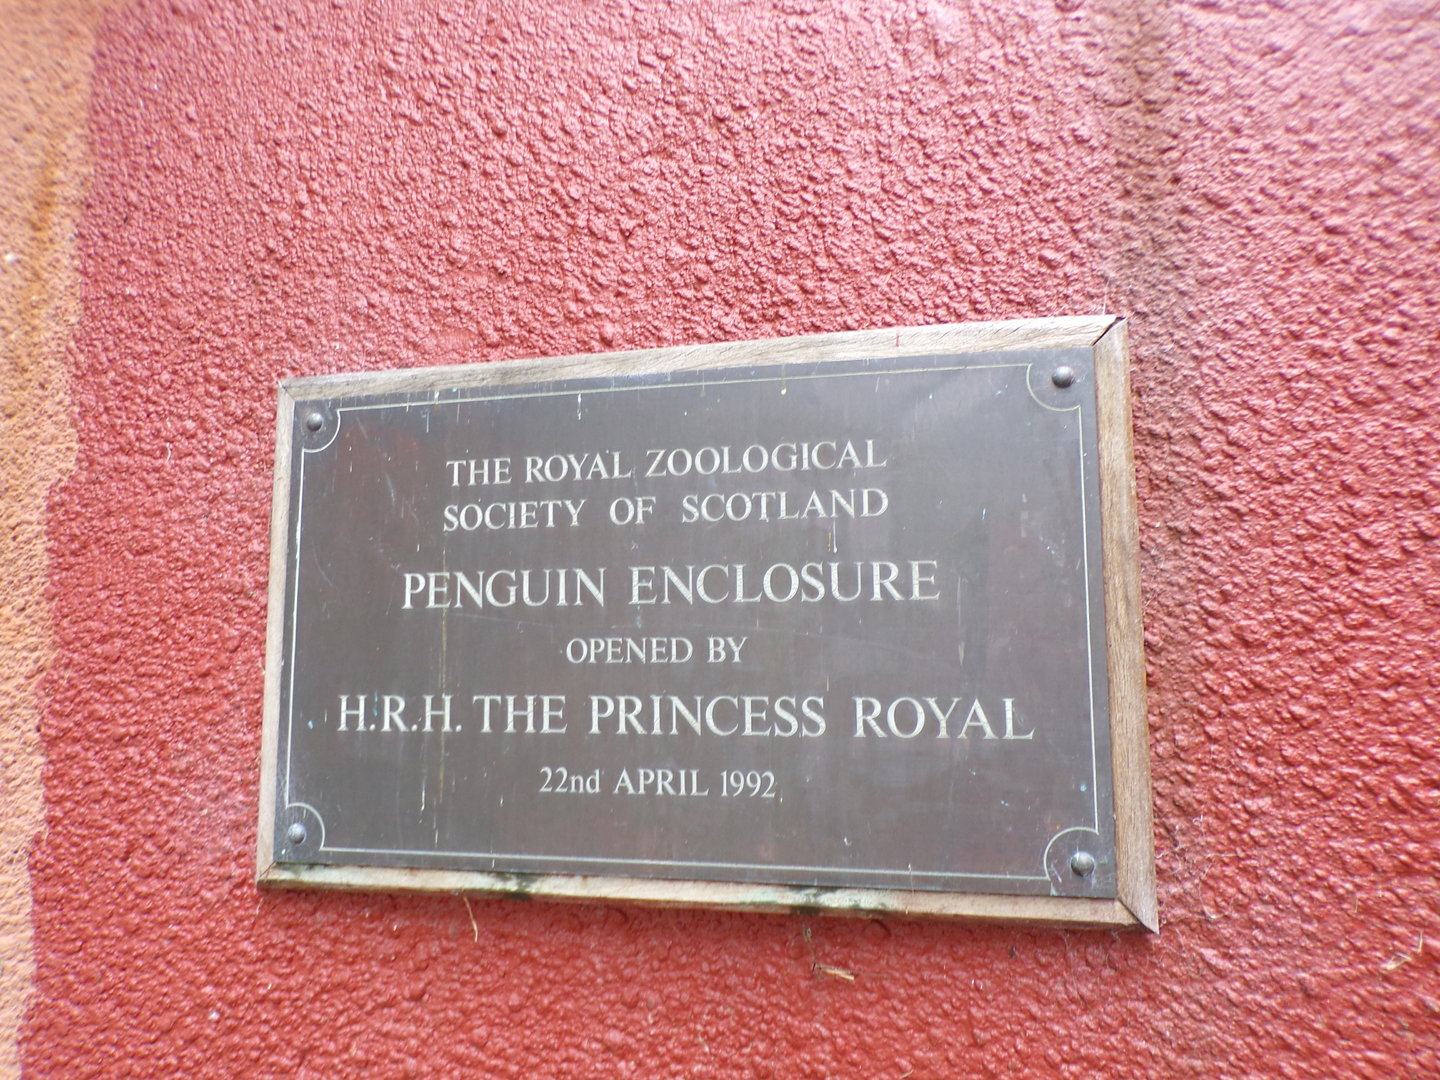 THE ROYAL ZOOLOGICAL
SOCIETY OF SCOTLAND
PENGUIN ENCLOSURE
OPENED BY
H.R.H. THE PRINCESS ROYAL
22nd APRIL 1992